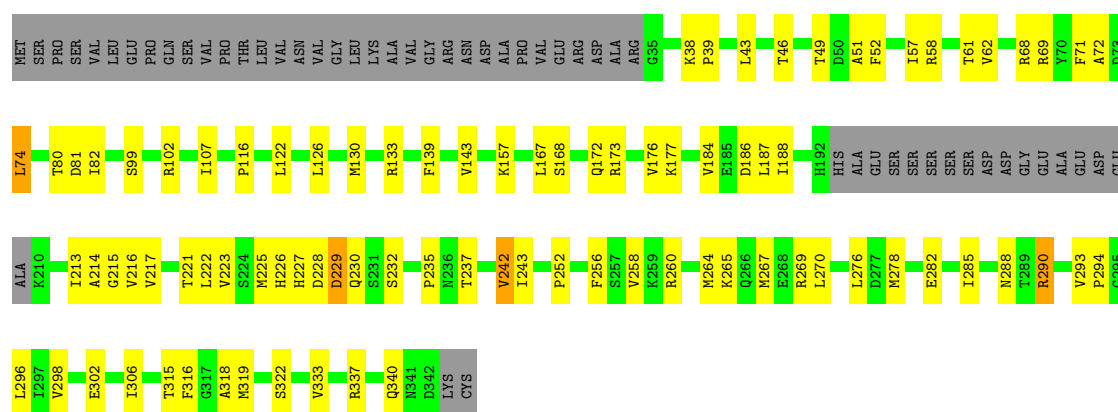 MET SER PRO SER VAL LEU GLU PRO GLN SER VAL PRO THR LEU VAL ASN VAL GLY LEU LYS ALA VAL GLY ARG ASN ASP ALA PRO VAL GLU ARG ASP ALA ARG G35 K38 P39 L43 T46 T49 D50 A51 F52 I57 R58 T61 V62 R68 R69 Y70 F71 A72 D73
L74 T80 D81 I82 S99 R102 I107 P116 L122 L126 M130 R133 F139 V143 K157 L167 S168 Q172 R173 V176 K177 V184 E185 D186 L187 I188 H192 HIS ALA GLU SER SER SER SER SER ASP ASP GLY GLU ALA GLU ASP GLU
ALA K210 I213 A214 G215 V216 V217 T221 L222 V223 S224 M225 H226 H227 D228 D229 Q230 S231 S232 P235 N236 T237 V242 I243 P252 F256 S257 V258 K259 R260 M264 K265 Q266 M267 E268 R269 L270 L276 D277 M278 E282 I285 N288 T289 R290 V293 P294 G295
L296 I297 V298 E302 I306 T315 F316 G317 A318 M319 S322 V333 R337 Q340 N341 D342 LYS CYS